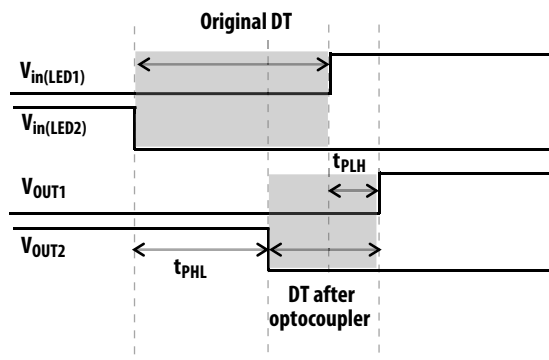 Original DT
Vin(LED1)
Vin(LED2)
tPLH
VOUT1
VOUT2
tPHL
DT after
optocoupler